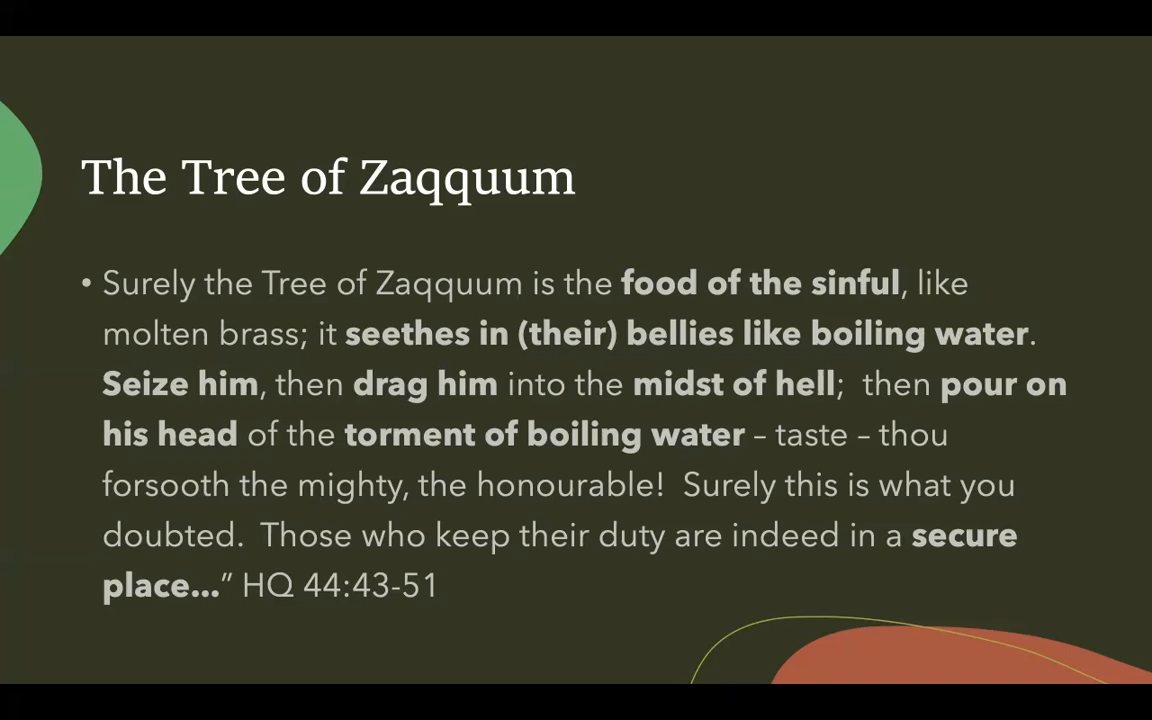 The Tree of Zaqquum
• Surely the Tree of Zaqquum is the food of the sinful, like
molten brass; it seethes in (their) bellies like boiling water.
Seize him, then drag him into the midst of hell;  then pour on
his head of the torment of boiling water – taste – thou
forsooth the mighty, the honourable!  Surely this is what you
doubted.  Those who keep their duty are indeed in a secure
place...” HQ 44:43-51